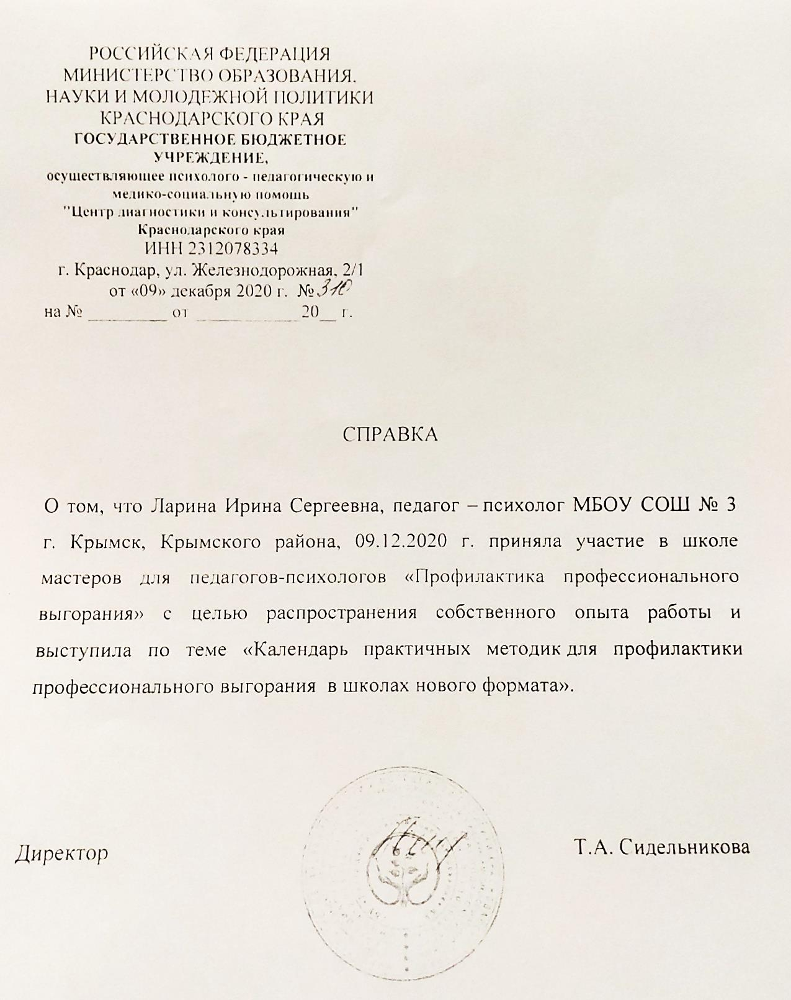 РОССИЙСКАЯ ФЕДЕРАЦИЯ
МИНИСТЕРСТВО ОБРАЗОВАНИЯ.
НАУКИ И МОЛОДЕЖНОЙ ПОЛИТИКИ
КРАСНОДАРСКОГО КРАЯ
ГОСУДАРСТВЕННОЕ БЮДЖЕТНОЕ
УЧРЕЖДЕНИЕ,
осуществляющее психолого - педагогическую и
медико-социальную помощь
"Центр диагностики и консультирования"
Краснодарского края
ИНН 2312078334
г. Краснодар, ул. Железнодорожная, 2/1
от «09» декабря 2020 г. № 310
на № _________ от ____________ 20__ г.
СПРАВКА
О том, что Ларина Ирина Сергеевна, педагог – психолог МБОУ СОШ № 3
г. Крымск, Крымского района, 09.12.2020 г. приняла участие в школе
мастеров для педагогов-психологов «Профилактика профессионального
выгорания» с целью распространения собственного опыта работы и
выступила по теме «Календарь практичных методик для профилактики
профессионального выгорания в школах нового формата».
Директор
Т.А. Сидельникова